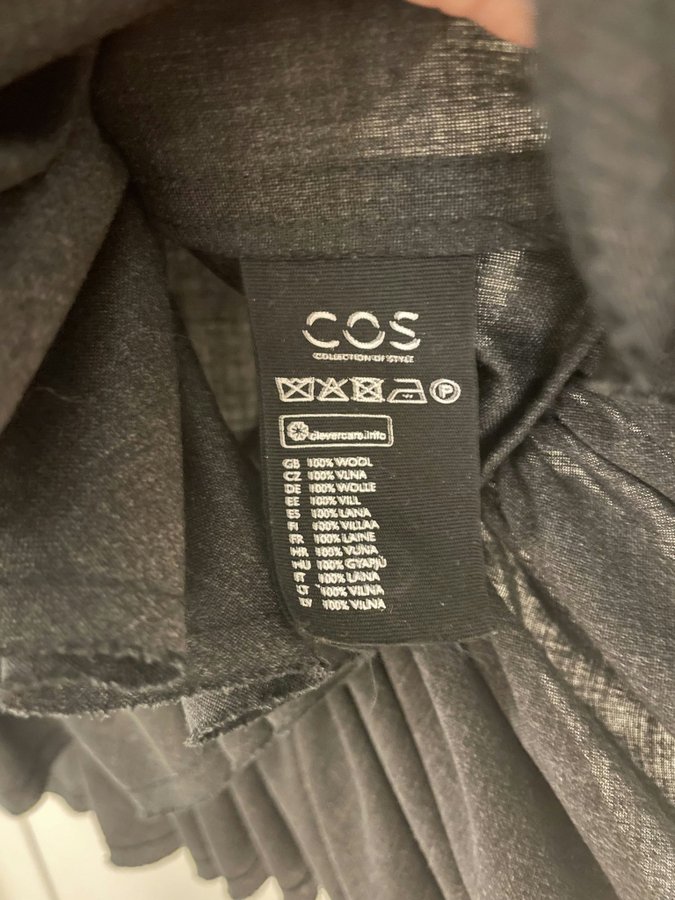 COS
COLLECTION OF STYLE
P
clevercare.info
GB 100% WOOL
CZ 100% VLNA
DE 100% WOLLE
EE 100% VILL
ES 100% LANA
FI 100% VILLAA
FR 100% LAINE
HR 100% VUNA
HU 100% GYAPJÚ
IT 100% LANA
LT 100% VILNA
LV 100% VILNA